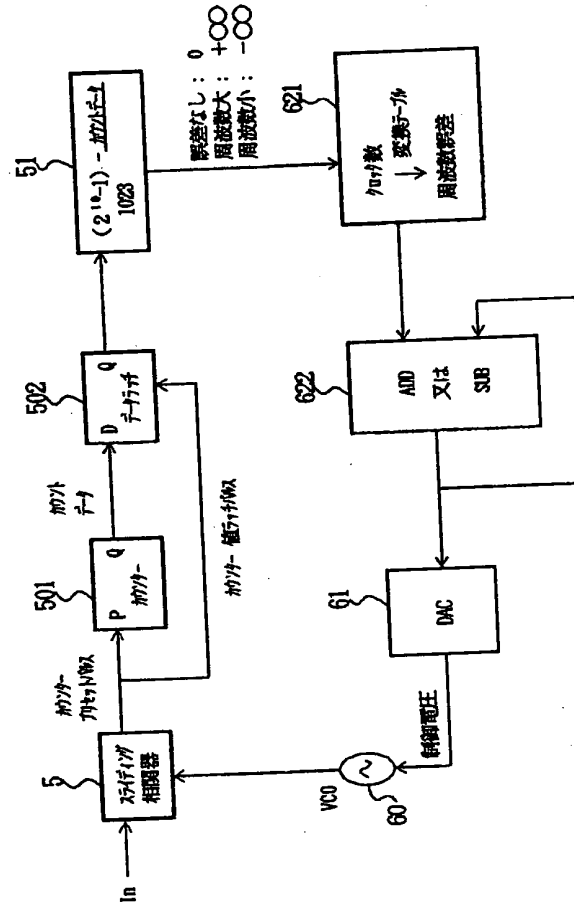 In
5
スライディング
相関器
カウンター
プリセットパルス
501
P
Q
カウンター
カウント
データ
カウンター値ラッチパルス
502
D
Q
データラッチ
51
(2¹⁰-1) - カウントデータ
1023
誤差なし : 0
周波数大 : +○○
周波数小 : -○○
621
クロック数
↓ 変換テーブル
周波数誤差
622
ADD
又は
SUB
61
DAC
制御電圧
VCO
60